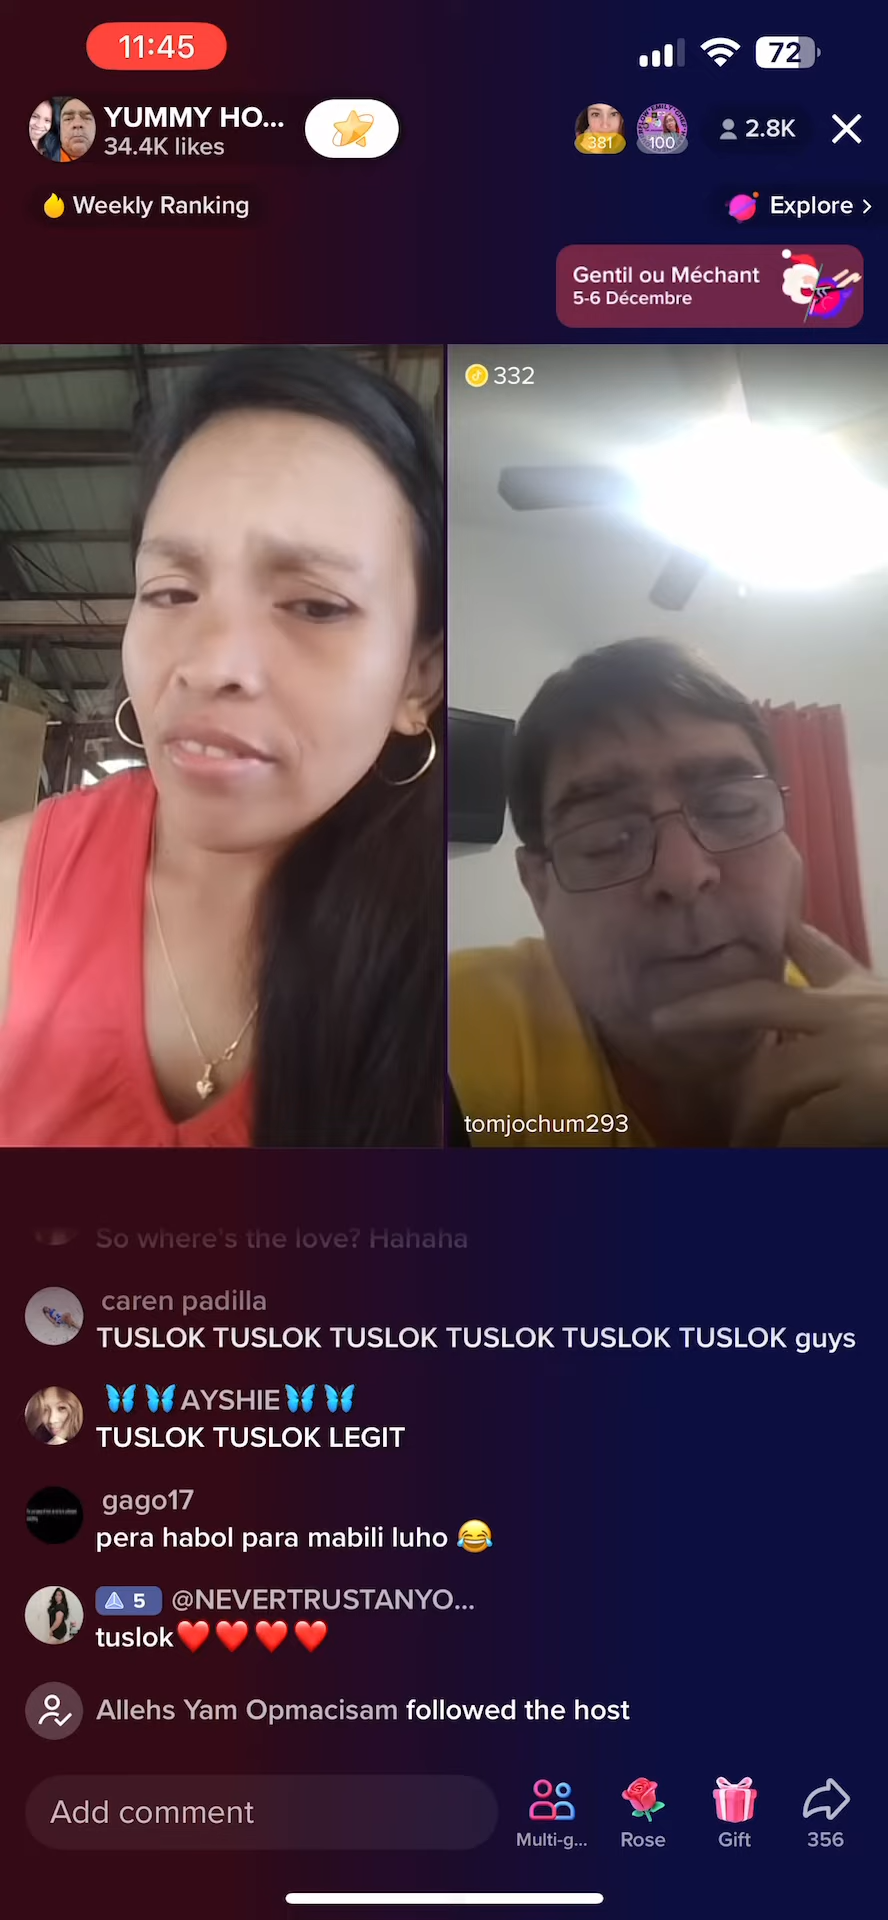 11:45
72
YUMMY HO...
34.4K likes
381
100
2.8K
Weekly Ranking
Explore >
Gentil ou Méchant
5-6 Décembre
332
tomjochum293
So where's the love? Hahaha
caren padilla
TUSLOK TUSLOK TUSLOK TUSLOK TUSLOK TUSLOK guys
🦋🦋AYSHIE🦋🦋
TUSLOK TUSLOK LEGIT
gago17
pera habol para mabili luho 😂
5 @NEVERTRUSTANYO...
tuslok❤️❤️❤️❤️
Allehs Yam Opmacisam followed the host
Add comment
Multi-g...
Rose
Gift
356